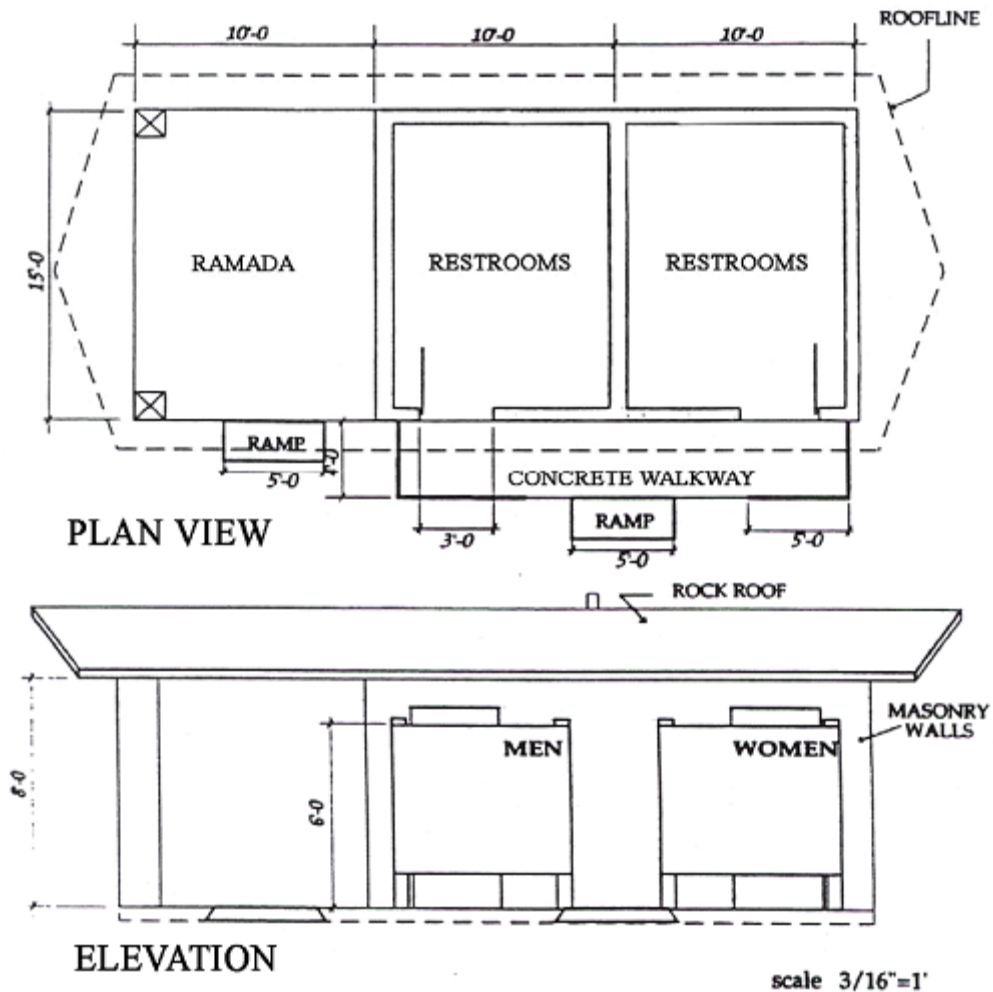 ROOFLINE
10'-0 10'-0 10'-0
15'-0
RAMADA RESTROOMS RESTROOMS
RAMP
5'-0
CONCRETE WALKWAY
3'-0
RAMP
5'-0
5'-0
PLAN VIEW
ROCK ROOF
MASONRY
WALLS
MEN WOMEN
8'-0
6'-0
ELEVATION
scale 3/16"=1'